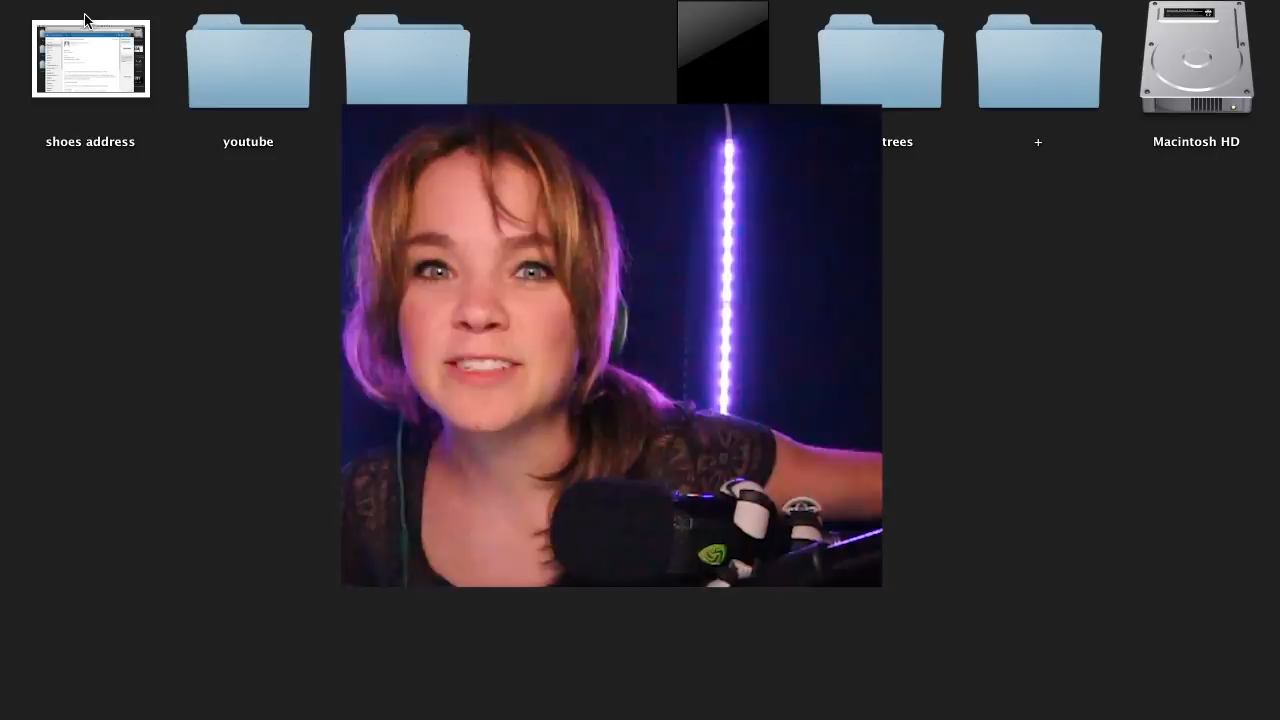 shoes address
youtube
trees
+
Macintosh HD